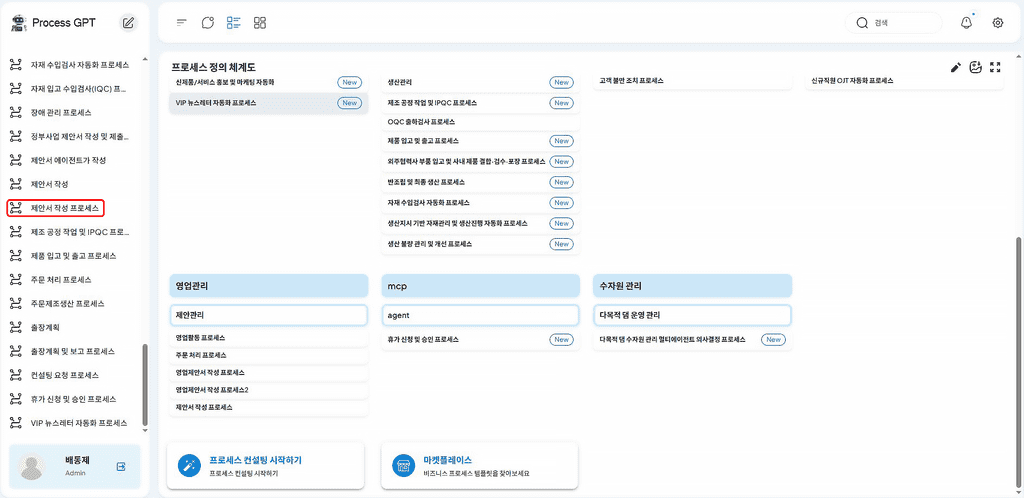 Process GPT
자재 수입검사 자동화 프로세스
자재 입고 수입검사(IQC) 프...
장애 관리 프로세스
정부사업 제안서 작성 및 제출...
제안서 에이전트가 작성
제안서 작성
제안서 작성 프로세스
제조 공정 작업 및 IPQC 프로...
제품 입고 및 출고 프로세스
주문 처리 프로세스
주문제조생산 프로세스
출장계획
출장계획 및 보고 프로세스
컨설팅 요청 프로세스
휴가 신청 및 승인 프로세스
VIP 뉴스레터 자동화 프로세스
배동제
Admin
검색
프로세스 정의 체계도
신제품/서비스 홍보 및 마케팅 자동화 New
VIP 뉴스레터 자동화 프로세스 New
생산관리 New
제조 공정 작업 및 IPQC 프로세스 New
OQC 출하검사 프로세스
제품 입고 및 출고 프로세스 New
외주협력사 부품 입고 및 사내 제품 결합·검수·포장 프로세스 New
반조립 및 최종 생산 프로세스 New
자재 수입검사 자동화 프로세스 New
생산지시 기반 자재관리 및 생산진행 자동화 프로세스 New
생산 불량 관리 및 개선 프로세스 New
고객 불만 조치 프로세스
신규직원 OJT 자동화 프로세스
영업관리
제안관리
영업활동 프로세스
주문 처리 프로세스
영업제안서 작성 프로세스
영업제안서 작성 프로세스2
제안서 작성 프로세스
mcp
agent
휴가 신청 및 승인 프로세스 New
수자원 관리
다목적 댐 운영 관리
다목적 댐 수자원 관리 멀티에이전트 의사결정 프로세스 New
프로세스 컨설팅 시작하기
프로세스 컨설팅 시작하기
마켓플레이스
비즈니스 프로세스 템플릿을 찾아보세요